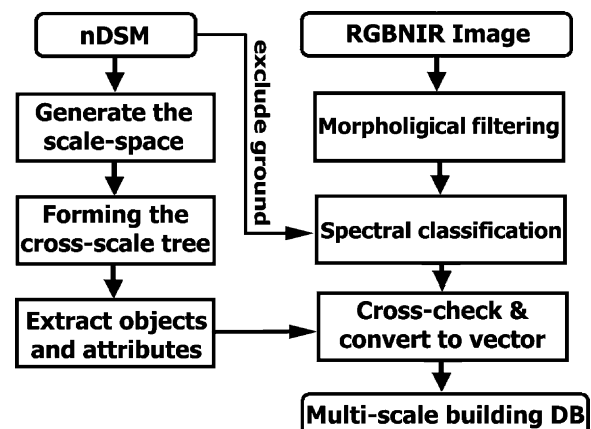 nDSM
Generate the
scale-space
Forming the
cross-scale tree
Extract objects
and attributes
exclude ground
RGBNIR Image
Morpholigical filtering
Spectral classification
Cross-check &
convert to vector
Multi-scale building DB